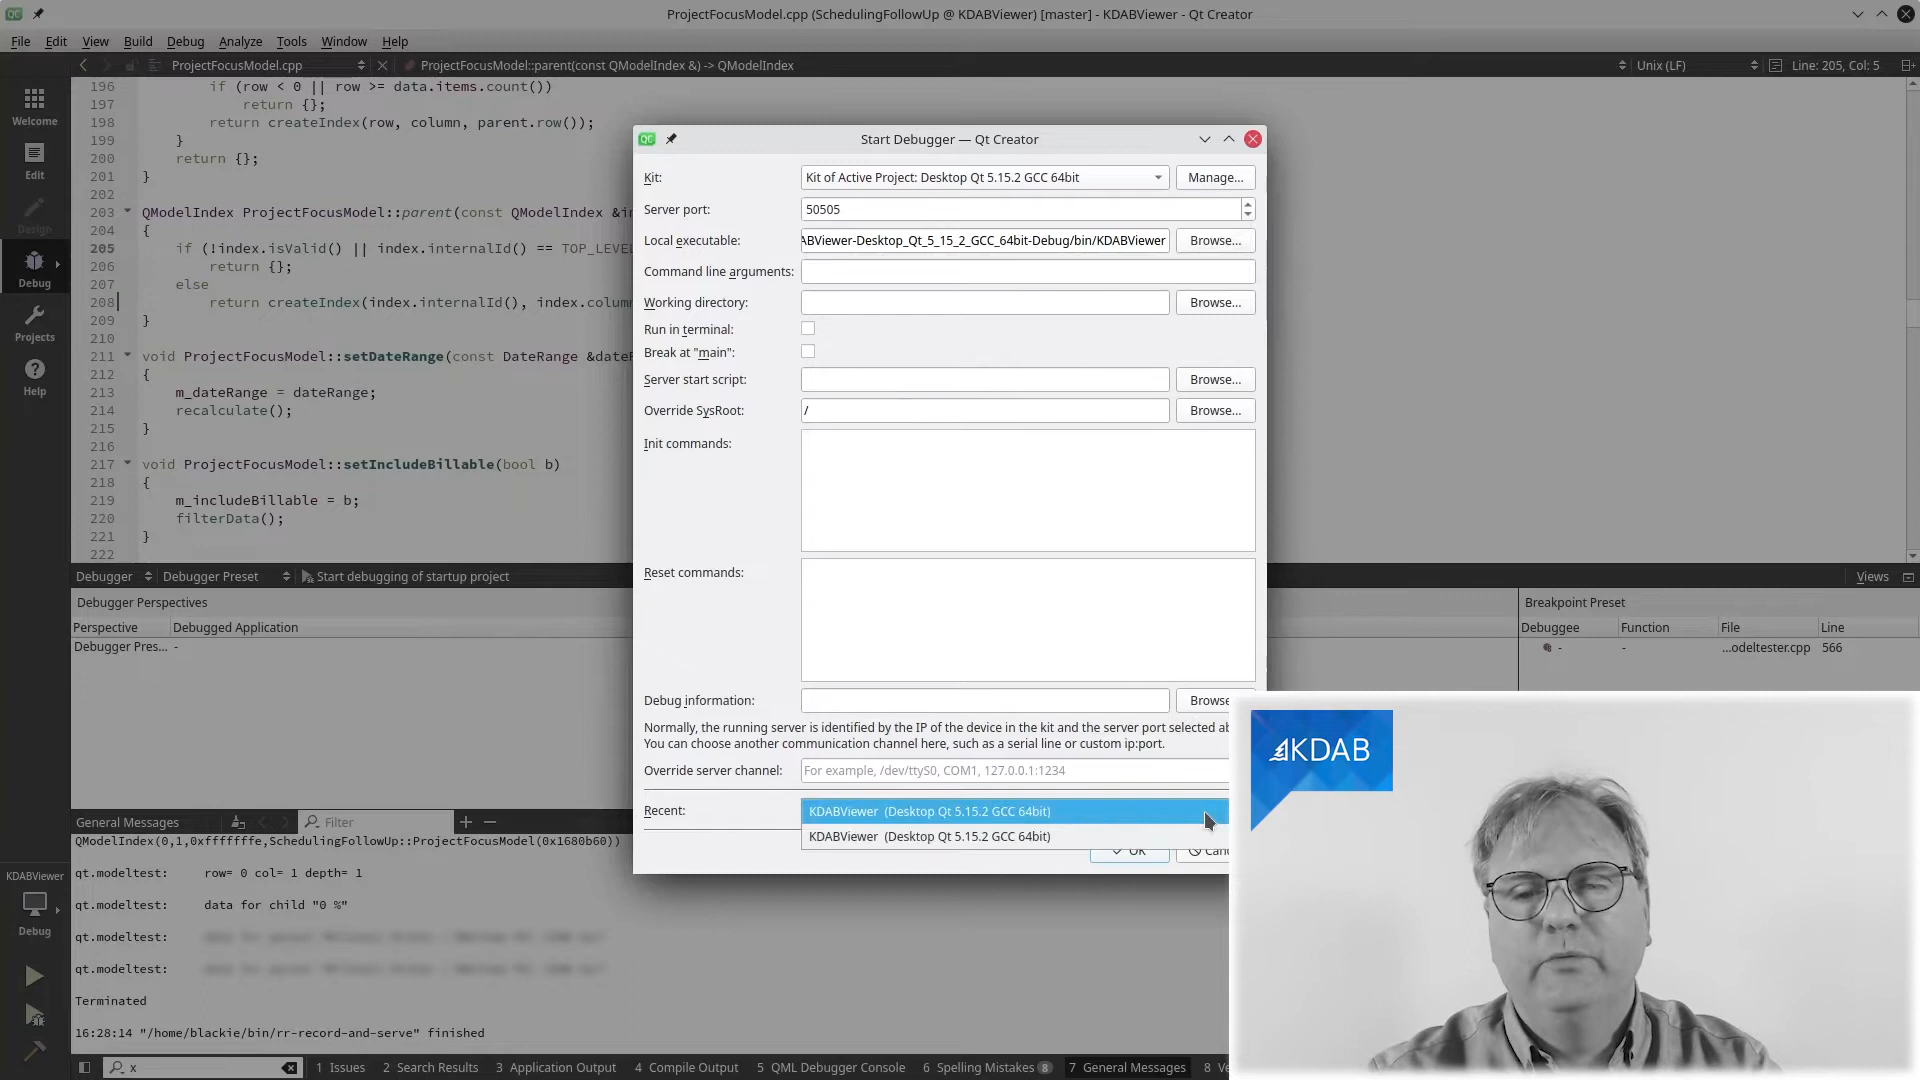 ProjectFocusModel.cpp (SchedulingFollowUp @ KDABViewer) [master] - KDABViewer - Qt Creator
File Edit View Build Debug Analyze Tools Window Help
ProjectFocusModel.cpp ProjectFocusModel::parent(const QModelIndex &) -> QModelIndex Unix (LF) Line: 205, Col: 5
Welcome
Edit
Design
Debug
Projects
Help
196 if (row < 0 || row >= data.items.count())
197 return {};
198 return createIndex(row, column, parent.row());
199 }
200 return {};
201 }
202
203 QModelIndex ProjectFocusModel::parent(const QModelIndex &i
204 {
205 if (!index.isValid() || index.internalId() == TOP_LEVE
206 return {};
207 else
208 return createIndex(index.internalId(), index.colum
209 }
210
211 void ProjectFocusModel::setDateRange(const DateRange &date
212 {
213 m_dateRange = dateRange;
214 recalculate();
215 }
216
217 void ProjectFocusModel::setIncludeBillable(bool b)
218 {
219 m_includeBillable = b;
220 filterData();
221 }
222
Start Debugger — Qt Creator
Kit: Kit of Active Project: Desktop Qt 5.15.2 GCC 64bit Manage...
Server port: 50505
Local executable: ABViewer-Desktop_Qt_5_15_2_GCC_64bit-Debug/bin/KDABViewer Browse...
Command line arguments:
Working directory: Browse...
Run in terminal:
Break at "main":
Server start script: Browse...
Override SysRoot: / Browse...
Init commands:
Reset commands:
Debug information: Browse
Normally, the running server is identified by the IP of the device in the kit and the server port selected ab
You can choose another communication channel here, such as a serial line or custom ip:port.
Override server channel: For example, /dev/ttyS0, COM1, 127.0.0.1:1234
Recent: KDABViewer (Desktop Qt 5.15.2 GCC 64bit)
KDABViewer (Desktop Qt 5.15.2 GCC 64bit)
OK Canc
Debugger Debugger Preset Start debugging of startup project Views
Debugger Perspectives
Perspective Debugged Application
Debugger Pres... -
Breakpoint Preset
Debuggee Function File Line
- - ...odeltester.cpp 566
General Messages Filter
QModelIndex(0,1,0xfffffffe,SchedulingFollowUp::ProjectFocusModel(0x1680b60))
qt.modeltest: row= 0 col= 1 depth= 1
qt.modeltest: data for child "0 %"
qt.modeltest:
qt.modeltest:
Terminated
16:28:14 "/home/blackie/bin/rr-record-and-serve" finished
KDABViewer
Debug
x 1 Issues 2 Search Results 3 Application Output 4 Compile Output 5 QML Debugger Console 6 Spelling Mistakes 8 7 General Messages 8 Ve
KDAB